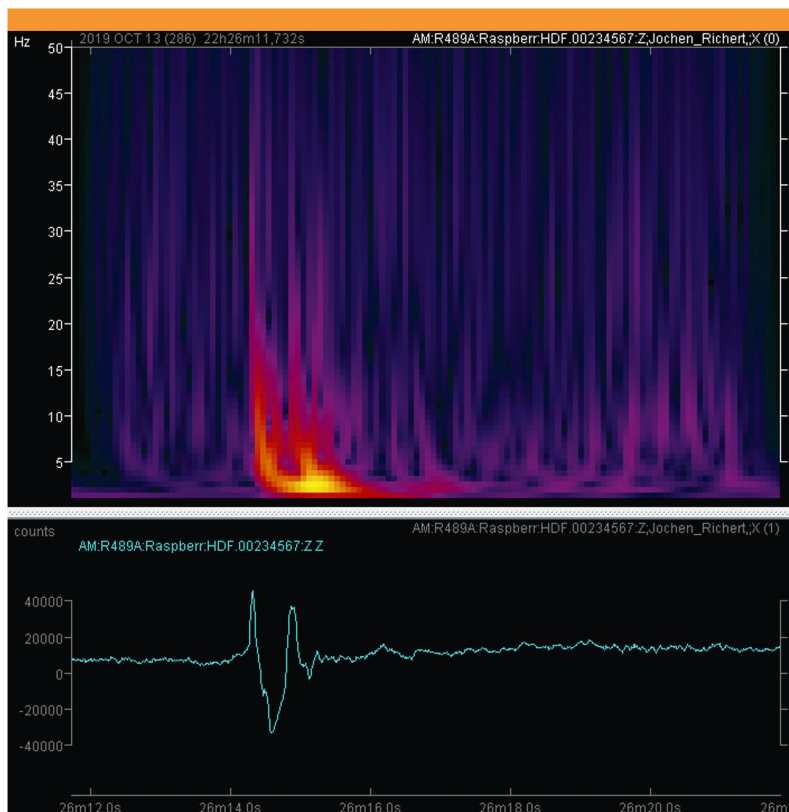 Hz
2019 OCT 13 (286) 22h26m11,732s
AM:R489A:Raspberr:HDF.00234567:Z;Jochen_Richert,;X (0)
50
45
40
35
30
25
20
15
10
5
counts
AM:R489A:Raspberr:HDF.00234567:Z;Jochen_Richert,;X (1)
AM:R489A:Raspberr:HDF.00234567:Z Z
40000
20000
0
-20000
-40000
26m12.0s 26m14.0s 26m16.0s 26m18.0s 26m20.0s 26m